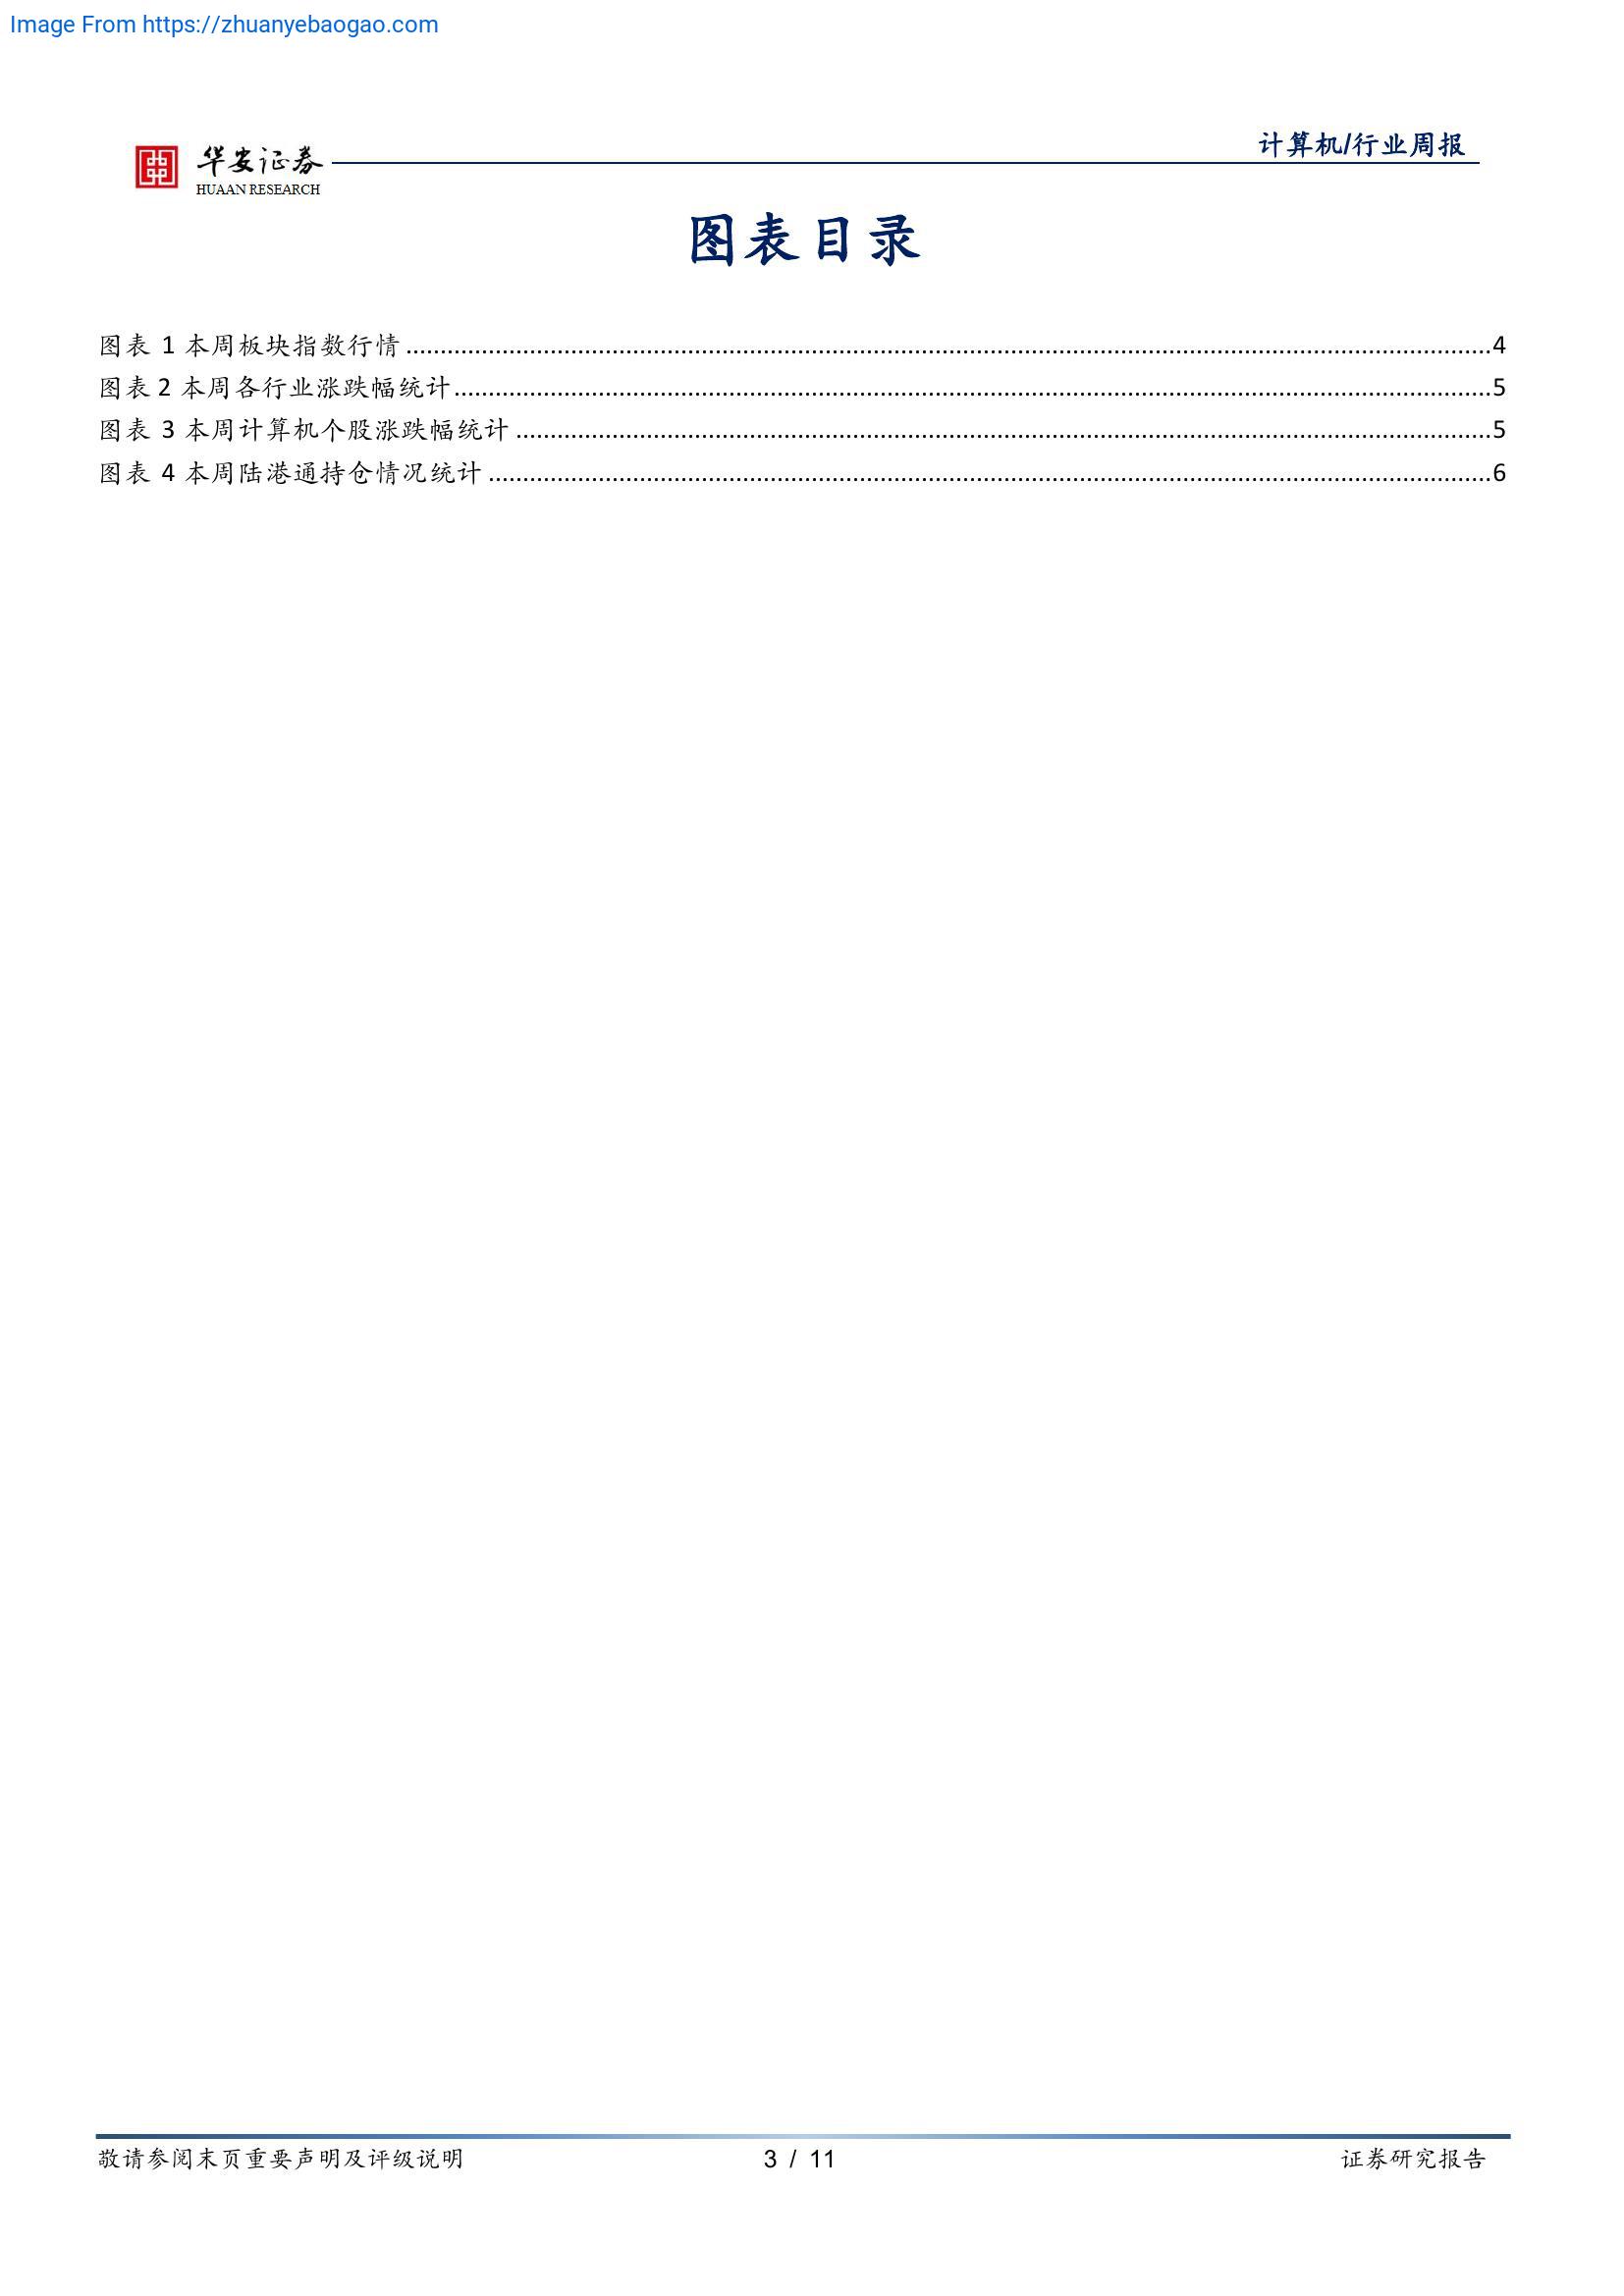 Image From https://zhuanyebaogao.com
计算机/行业周报
华安证券
HUAAN RESEARCH
图表目录
图表 1 本周板块指数行情 4
图表 2 本周各行业涨跌幅统计 5
图表 3 本周计算机个股涨跌幅统计 5
图表 4 本周陆港通持仓情况统计 6
敬请参阅末页重要声明及评级说明 3 / 11 证券研究报告